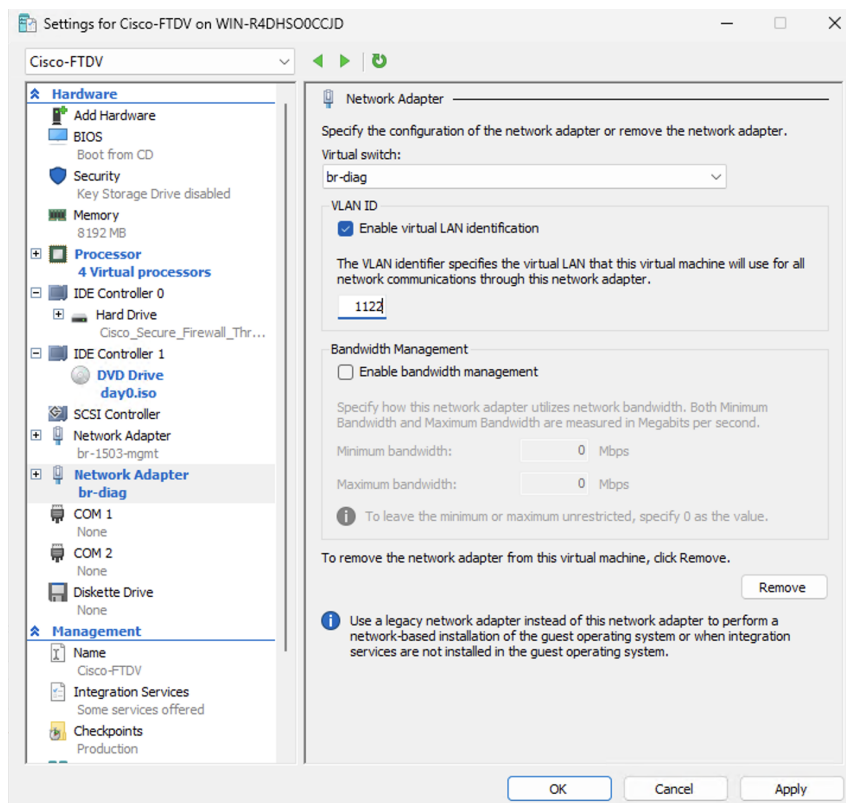 Settings for Cisco-FTDV on WIN-R4DHSO0CCJD
Cisco-FTDV
Hardware
Add Hardware
BIOS
Boot from CD
Security
Key Storage Drive disabled
Memory
8192 MB
Processor
4 Virtual processors
IDE Controller 0
Hard Drive
Cisco_Secure_Firewall_Thr...
IDE Controller 1
DVD Drive
day0.iso
SCSI Controller
Network Adapter
br-1503-mgmt
Network Adapter
br-diag
COM 1
None
COM 2
None
Diskette Drive
None
Management
Name
Cisco-FTDV
Integration Services
Some services offered
Checkpoints
Production
Network Adapter
Specify the configuration of the network adapter or remove the network adapter.
Virtual switch:
br-diag
VLAN ID
Enable virtual LAN identification
The VLAN identifier specifies the virtual LAN that this virtual machine will use for all
network communications through this network adapter.
1122
Bandwidth Management
Enable bandwidth management
Specify how this network adapter utilizes network bandwidth. Both Minimum
Bandwidth and Maximum Bandwidth are measured in Megabits per second.
Minimum bandwidth: 0 Mbps
Maximum bandwidth: 0 Mbps
To leave the minimum or maximum unrestricted, specify 0 as the value.
To remove the network adapter from this virtual machine, click Remove.
Remove
Use a legacy network adapter instead of this network adapter to perform a
network-based installation of the guest operating system or when integration
services are not installed in the guest operating system.
OK Cancel Apply